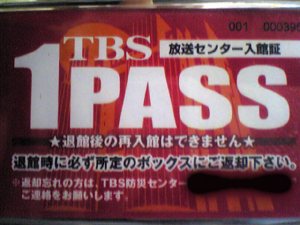 001 000395
TBS 放送センター入館証
1PASS
★退館後の再入館はできません★
退館時に必ず所定のボックスにご返却下さい。
※返却忘れの方は、TBS防災センター
ご連絡をお願いします。